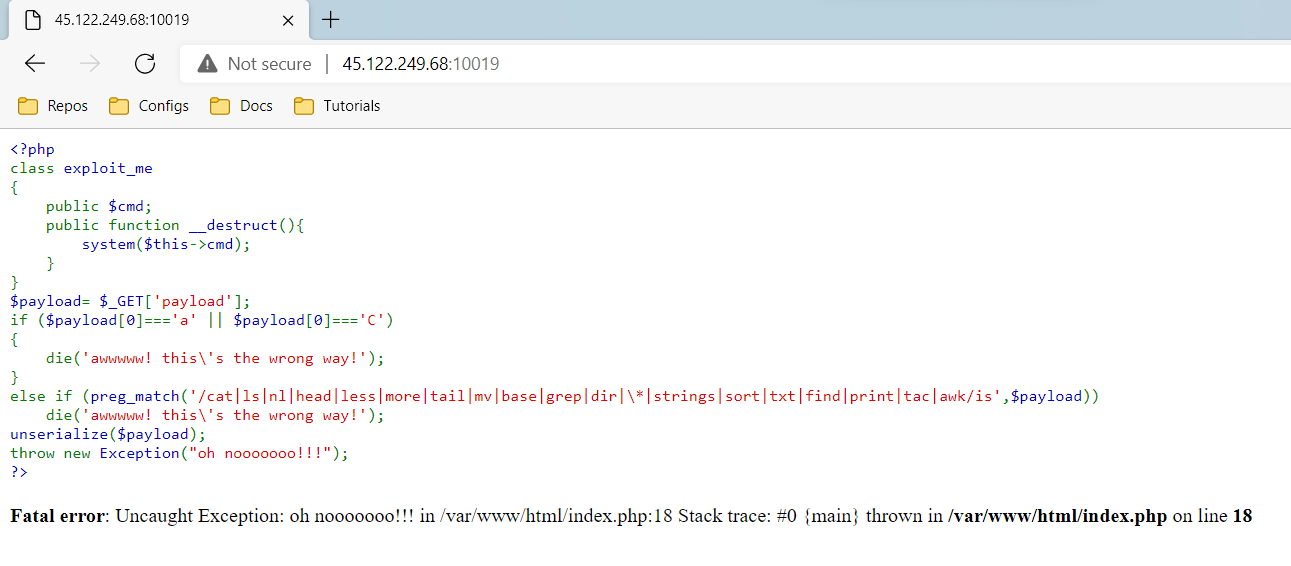 45.122.249.68:10019
Not secure | 45.122.249.68:10019
Repos Configs Docs Tutorials
<?php
class exploit_me
{
    public $cmd;
    public function __destruct(){
        system($this->cmd);
    }
}
$payload= $_GET['payload'];
if ($payload[0]==='a' || $payload[0]==='C')
{
    die('awwwww! this\'s the wrong way!');
}
else if (preg_match('/cat|ls|nl|head|less|more|tail|mv|base|grep|dir|\*|strings|sort|txt|find|print|tac|awk/is',$payload))
    die('awwwww! this\'s the wrong way!');
unserialize($payload);
throw new Exception("oh nooooooo!!!");
?>
Fatal error: Uncaught Exception: oh nooooooo!!! in /var/www/html/index.php:18 Stack trace: #0 {main} thrown in /var/www/html/index.php on line 18